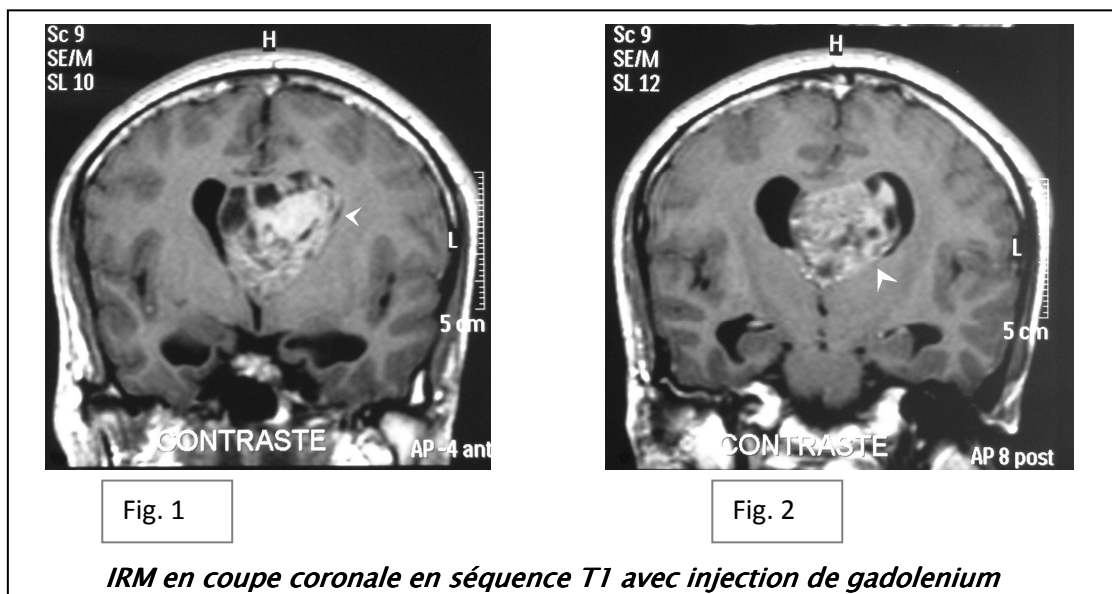 Sc 9
SE/M
SL 10
H
L
5 cm
CONTRASTE
AP -4 ant
Sc 9
SE/M
SL 12
H
L
5 cm
CONTRASTE
AP 8 post
Fig. 1
Fig. 2
IRM en coupe coronale en séquence T1 avec injection de gadolenium